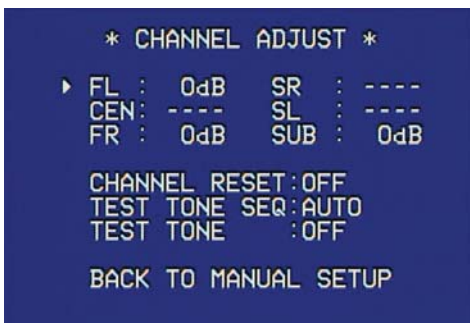 * CHANNEL ADJUST *
FL : 0dB SR : ----
CEN: ---- SL : ----
FR : 0dB SUB : 0dB
CHANNEL RESET:OFF
TEST TONE SEQ:AUTO
TEST TONE :OFF
BACK TO MANUAL SETUP